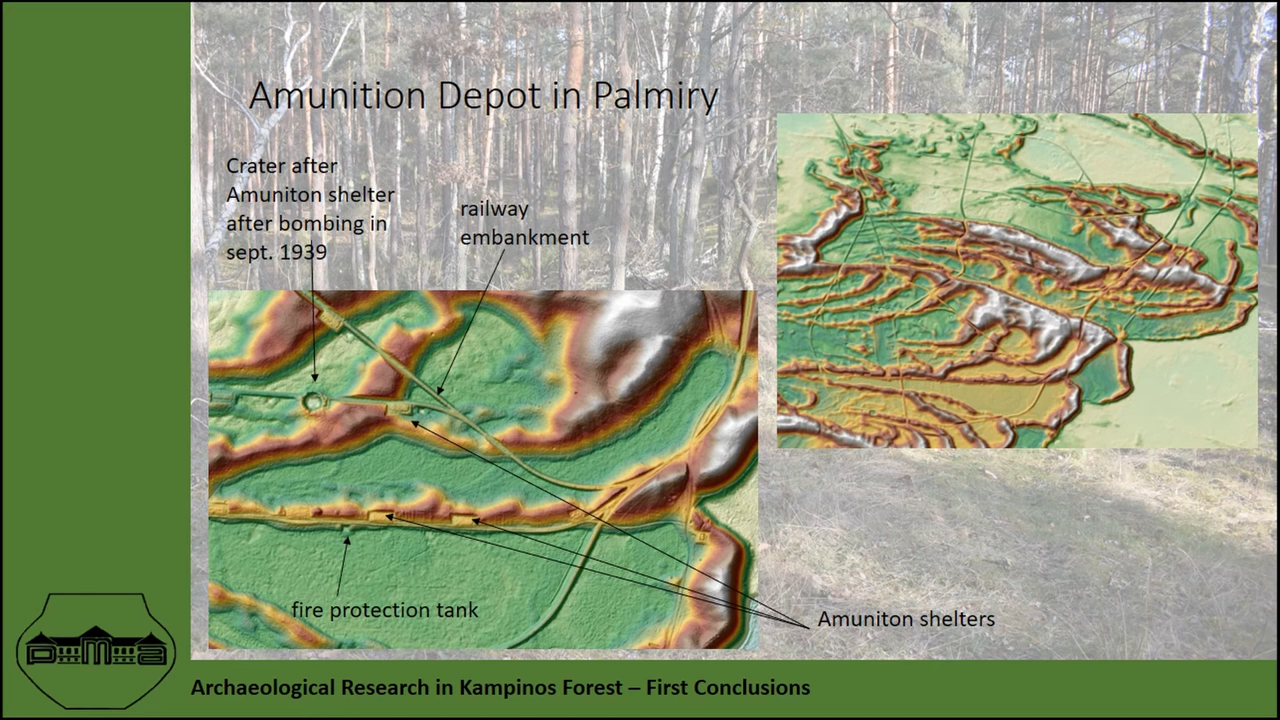 Amunition Depot in Palmiry
Crater after
Amuniton shelter
after bombing in
sept. 1939
railway
embankment
fire protection tank
Amuniton shelters
PMA
Archaeological Research in Kampinos Forest – First Conclusions